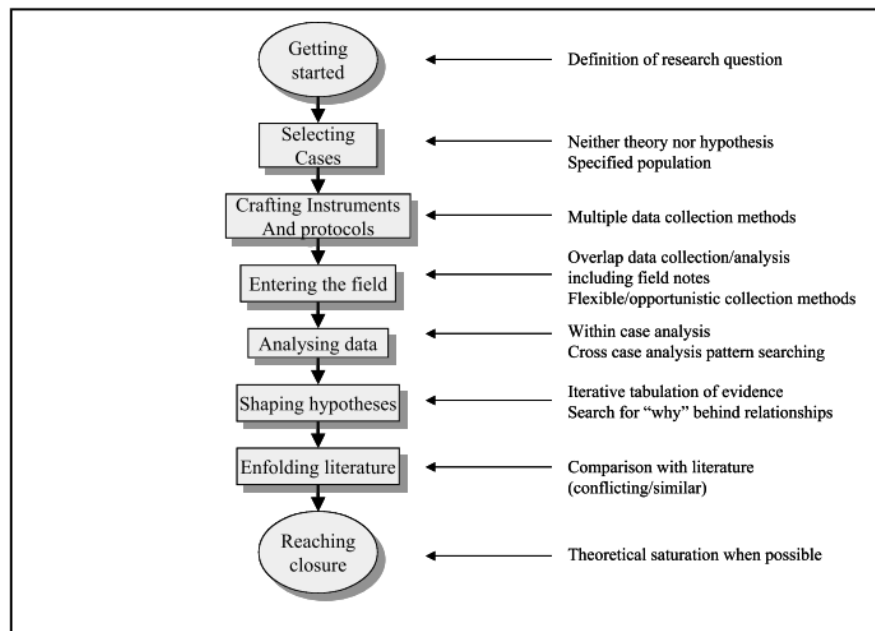 Getting
started
Definition of research question
Selecting
Cases
Neither theory nor hypothesis
Specified population
Crafting Instruments
And protocols
Multiple data collection methods
Entering the field
Overlap data collection/analysis
including field notes
Flexible/opportunistic collection methods
Analysing data
Within case analysis
Cross case analysis pattern searching
Shaping hypotheses
Iterative tabulation of evidence
Search for “why” behind relationships
Enfolding literature
Comparison with literature
(conflicting/similar)
Reaching
closure
Theoretical saturation when possible